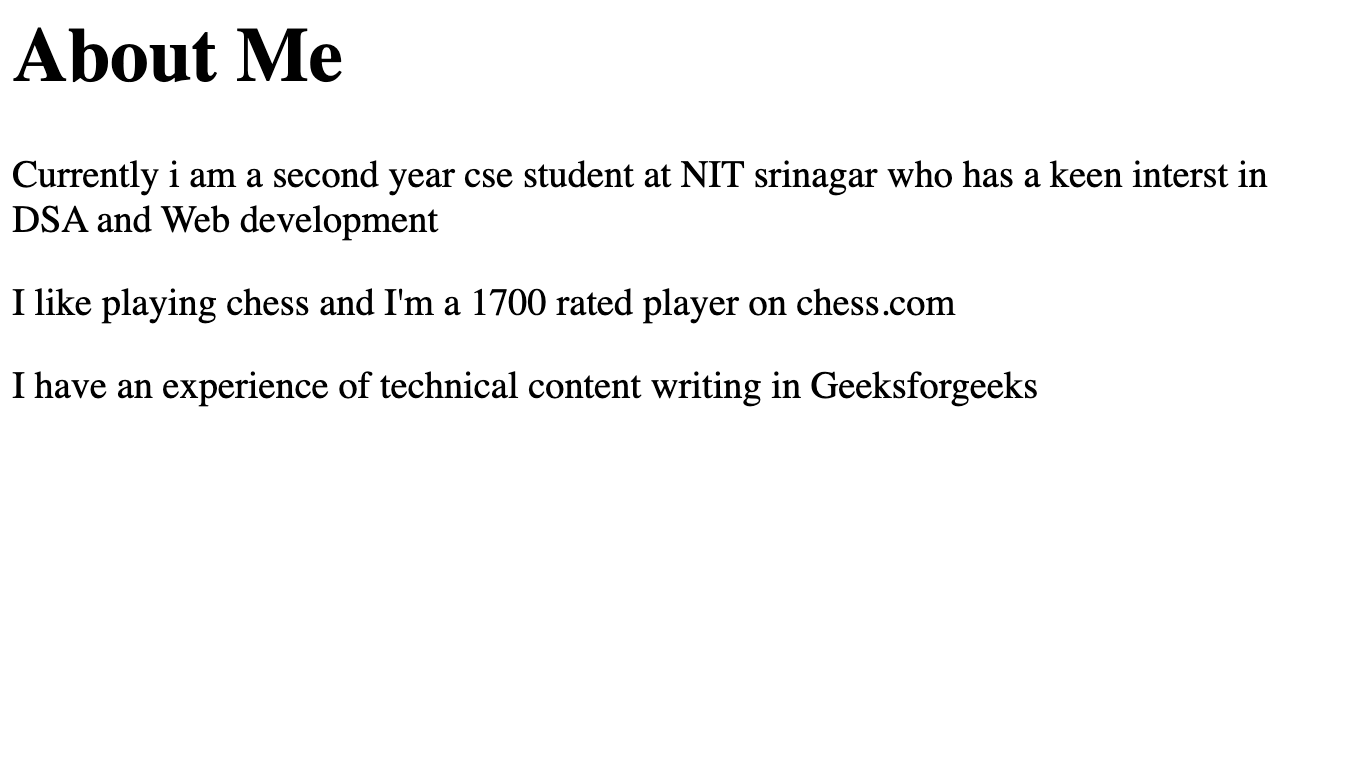 About Me
Currently i am a second year cse student at NIT srinagar who has a keen interst in
DSA and Web development
I like playing chess and I'm a 1700 rated player on chess.com
I have an experience of technical content writing in Geeksforgeeks